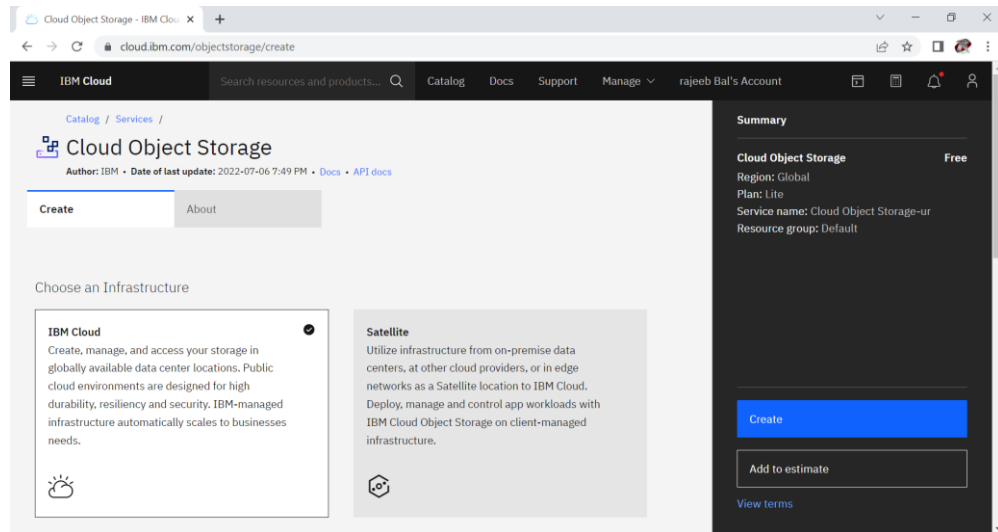 Cloud Object Storage - IBM Clou
cloud.ibm.com/objectstorage/create
IBM Cloud
Search resources and products...
Catalog
Docs
Support
Manage
rajeeb Bal's Account
Catalog / Services /
Cloud Object Storage
Author: IBM • Date of last update: 2022-07-06 7:49 PM • Docs • API docs
Create
About
Choose an Infrastructure
IBM Cloud
Create, manage, and access your storage in
globally available data center locations. Public
cloud environments are designed for high
durability, resiliency and security. IBM-managed
infrastructure automatically scales to businesses
needs.
Satellite
Utilize infrastructure from on-premise data
centers, at other cloud providers, or in edge
networks as a Satellite location to IBM Cloud.
Deploy, manage and control app workloads with
IBM Cloud Object Storage on client-managed
infrastructure.
Summary
Cloud Object Storage Free
Region: Global
Plan: Lite
Service name: Cloud Object Storage-ur
Resource group: Default
Create
Add to estimate
View terms